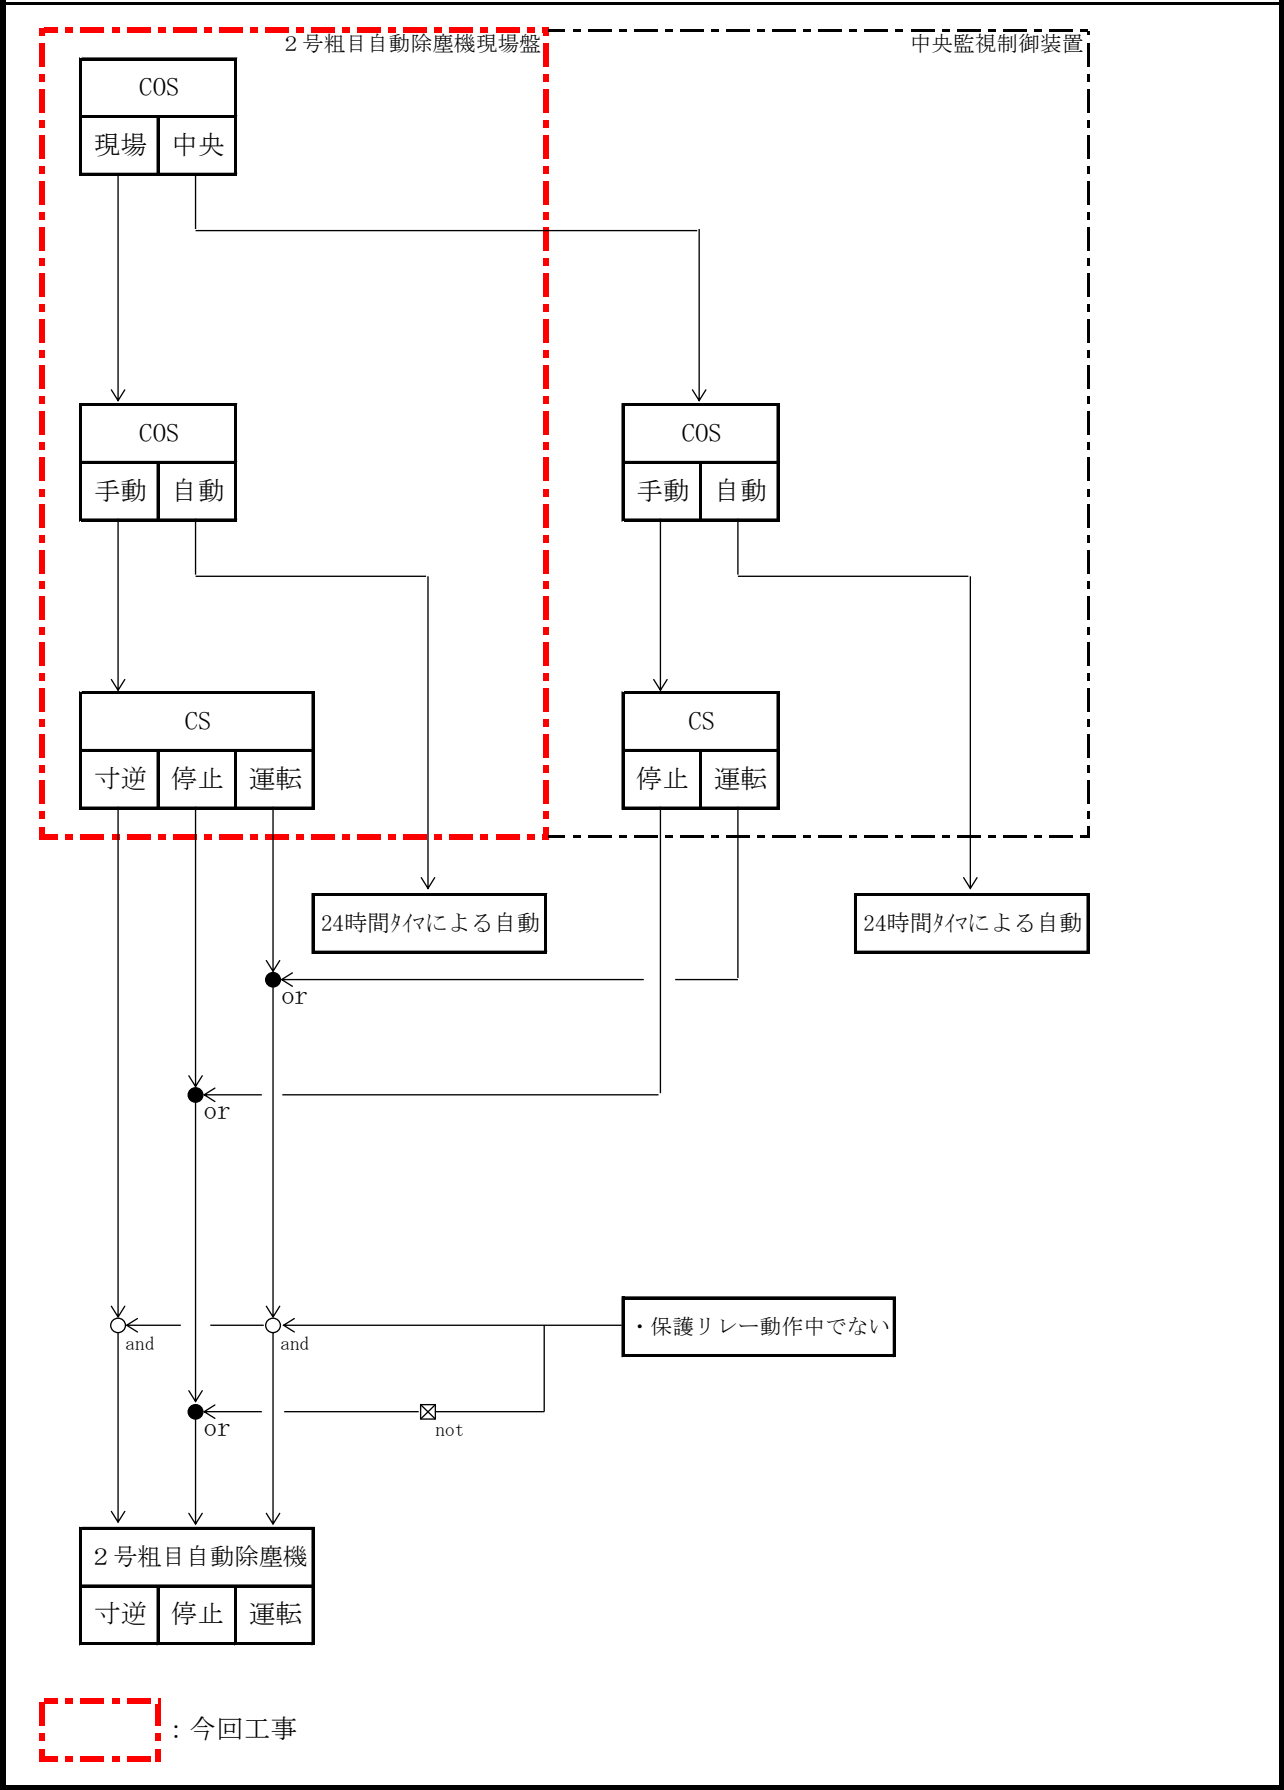 ２号粗目自動除塵機現場盤
中央監視制御装置
COS
現場 中央
COS
手動 自動
COS
手動 自動
CS
寸逆 停止 運転
CS
停止 運転
24時間ﾀｲﾏによる自動
24時間ﾀｲﾏによる自動
or
or
・保護リレー動作中でない
and
and
or
not
２号粗目自動除塵機
寸逆 停止 運転
：今回工事